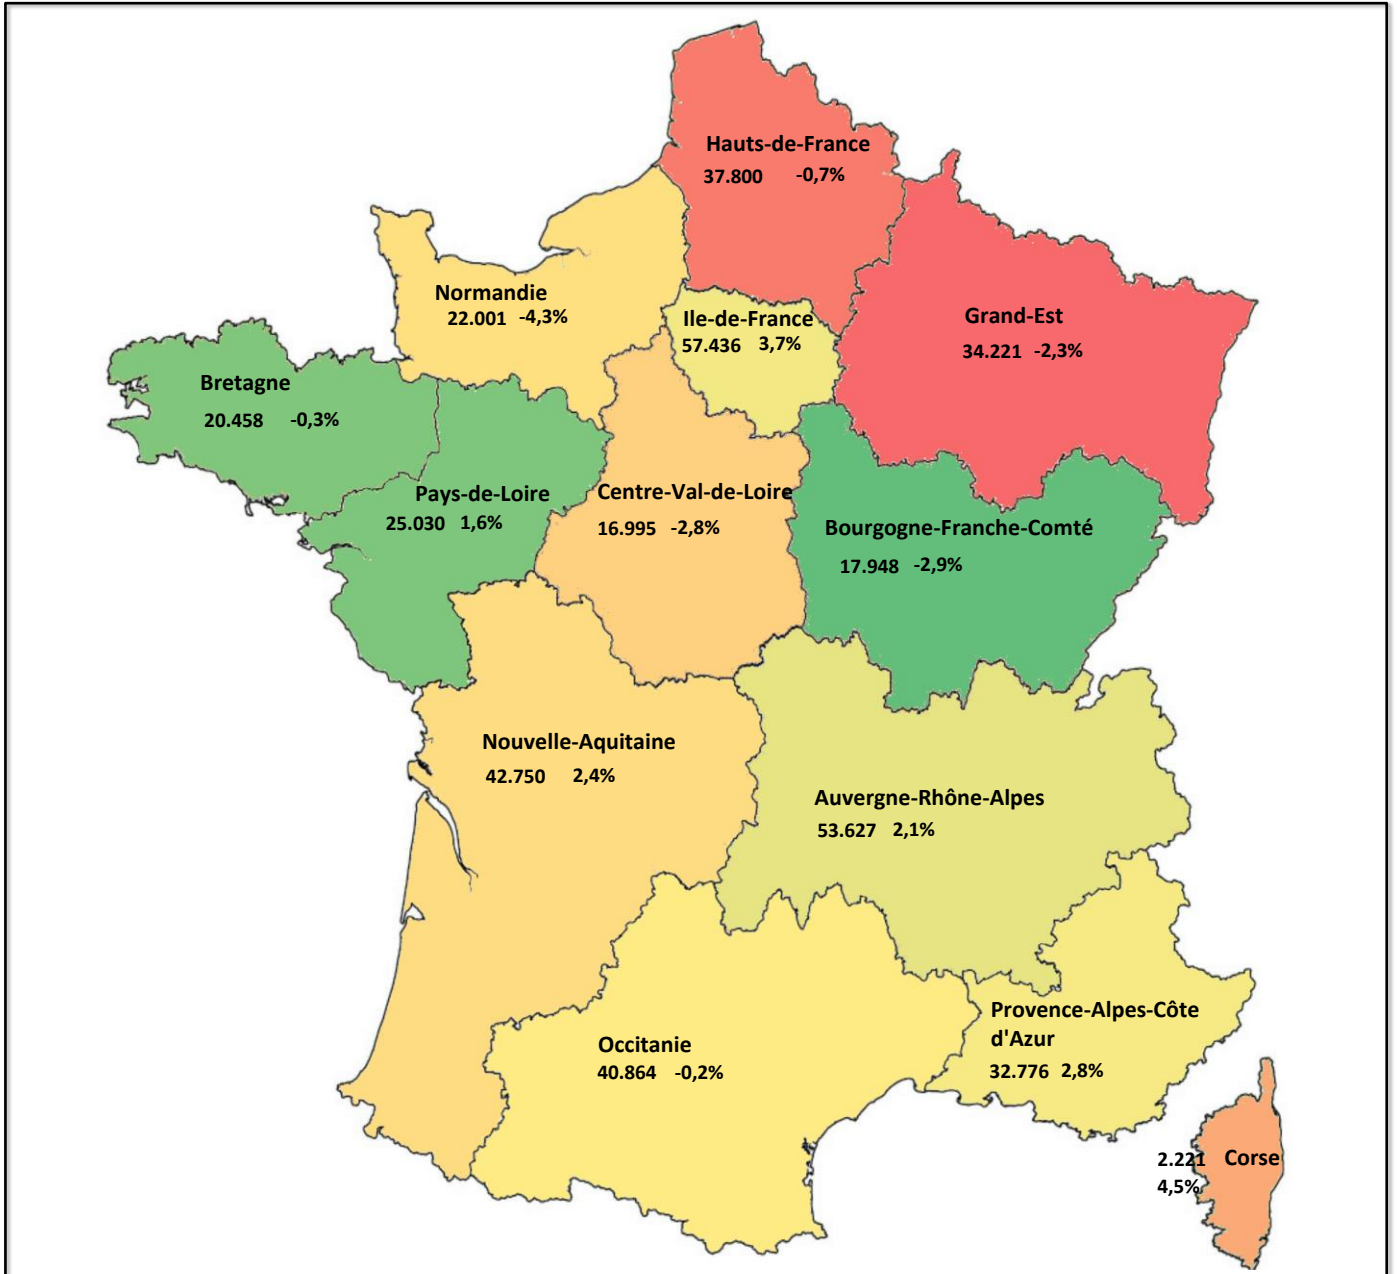 Hauts-de-France
37.800 -0,7%
Normandie
22.001 -4,3%
Ile-de-France
57.436 3,7%
Grand-Est
34.221 -2,3%
Bretagne
20.458 -0,3%
Pays-de-Loire
25.030 1,6%
Centre-Val-de-Loire
16.995 -2,8%
Bourgogne-Franche-Comté
17.948 -2,9%
Nouvelle-Aquitaine
42.750 2,4%
Auvergne-Rhône-Alpes
53.627 2,1%
Occitanie
40.864 -0,2%
Provence-Alpes-Côte
d'Azur
32.776 2,8%
2.221 Corse
4,5%